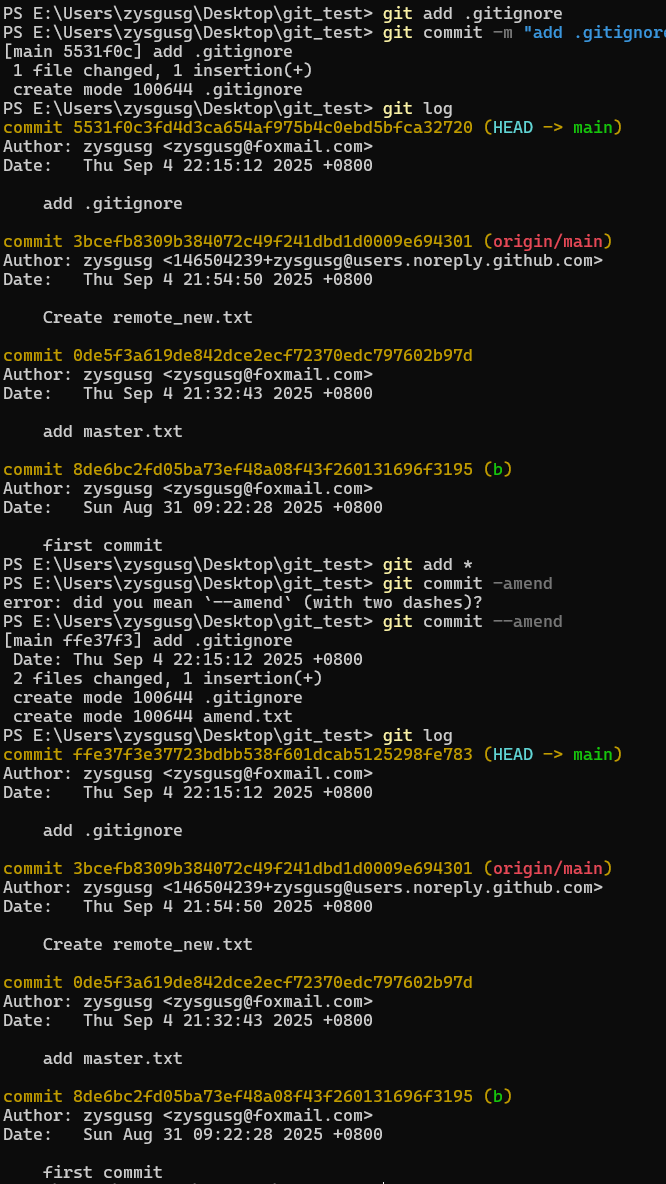 PS E:\Users\zysgusg\Desktop\git_test> git add .gitignore
PS E:\Users\zysgusg\Desktop\git_test> git commit -m "add .gitignore
[main 5531f0c] add .gitignore
 1 file changed, 1 insertion(+)
 create mode 100644 .gitignore
PS E:\Users\zysgusg\Desktop\git_test> git log
commit 5531f0c3fd4d3ca654af975b4c0ebd5bfca32720 (HEAD -> main)
Author: zysgusg <zysgusg@foxmail.com>
Date:   Thu Sep 4 22:15:12 2025 +0800

    add .gitignore

commit 3bcefb8309b384072c49f241dbd1d0009e694301 (origin/main)
Author: zysgusg <146504239+zysgusg@users.noreply.github.com>
Date:   Thu Sep 4 21:54:50 2025 +0800

    Create remote_new.txt

commit 0de5f3a619de842dce2ecf72370edc797602b97d
Author: zysgusg <zysgusg@foxmail.com>
Date:   Thu Sep 4 21:32:43 2025 +0800

    add master.txt

commit 8de6bc2fd05ba73ef48a08f43f260131696f3195 (b)
Author: zysgusg <zysgusg@foxmail.com>
Date:   Sun Aug 31 09:22:28 2025 +0800

    first commit
PS E:\Users\zysgusg\Desktop\git_test> git add *
PS E:\Users\zysgusg\Desktop\git_test> git commit -amend
error: did you mean `--amend` (with two dashes)?
PS E:\Users\zysgusg\Desktop\git_test> git commit --amend
[main ffe37f3] add .gitignore
 Date: Thu Sep 4 22:15:12 2025 +0800
 2 files changed, 1 insertion(+)
 create mode 100644 .gitignore
 create mode 100644 amend.txt
PS E:\Users\zysgusg\Desktop\git_test> git log
commit ffe37f3e37723bdbb538f601dcab5125298fe783 (HEAD -> main)
Author: zysgusg <zysgusg@foxmail.com>
Date:   Thu Sep 4 22:15:12 2025 +0800

    add .gitignore

commit 3bcefb8309b384072c49f241dbd1d0009e694301 (origin/main)
Author: zysgusg <146504239+zysgusg@users.noreply.github.com>
Date:   Thu Sep 4 21:54:50 2025 +0800

    Create remote_new.txt

commit 0de5f3a619de842dce2ecf72370edc797602b97d
Author: zysgusg <zysgusg@foxmail.com>
Date:   Thu Sep 4 21:32:43 2025 +0800

    add master.txt

commit 8de6bc2fd05ba73ef48a08f43f260131696f3195 (b)
Author: zysgusg <zysgusg@foxmail.com>
Date:   Sun Aug 31 09:22:28 2025 +0800

    first commit